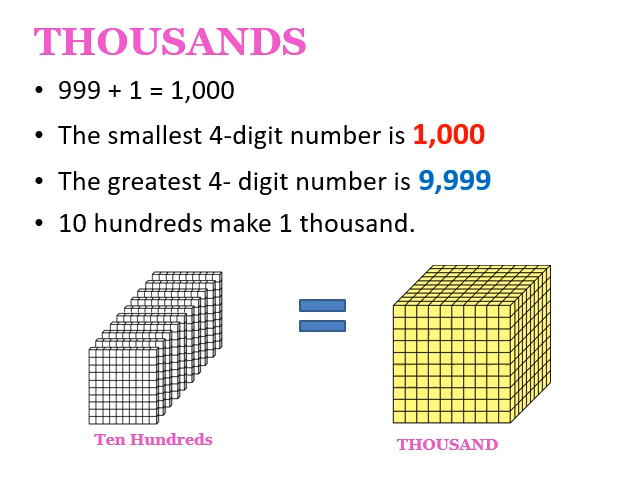 THOUSANDS
• 999 + 1 = 1,000
• The smallest 4-digit number is 1,000
• The greatest 4- digit number is 9,999
• 10 hundreds make 1 thousand.
Ten Hundreds
THOUSAND